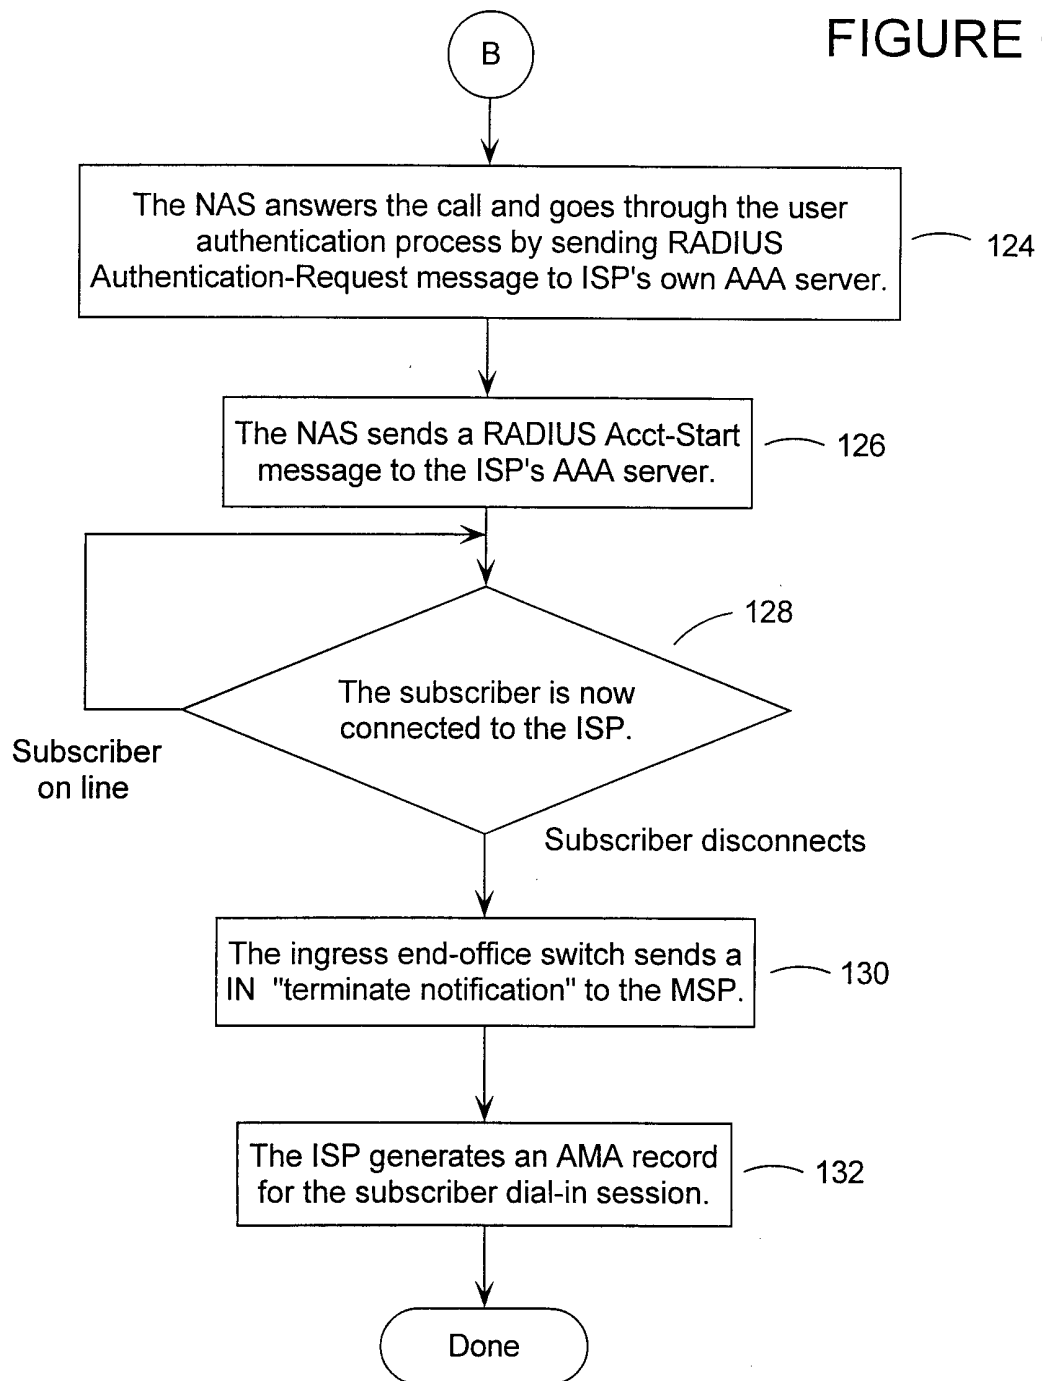 FIGURE
B
The NAS answers the call and goes through the user
authentication process by sending RADIUS
Authentication-Request message to ISP's own AAA server.
124
The NAS sends a RADIUS Acct-Start
message to the ISP's AAA server.
126
128
The subscriber is now
connected to the ISP.
Subscriber
on line
Subscriber disconnects
The ingress end-office switch sends a
IN "terminate notification" to the MSP.
130
The ISP generates an AMA record
for the subscriber dial-in session.
132
Done